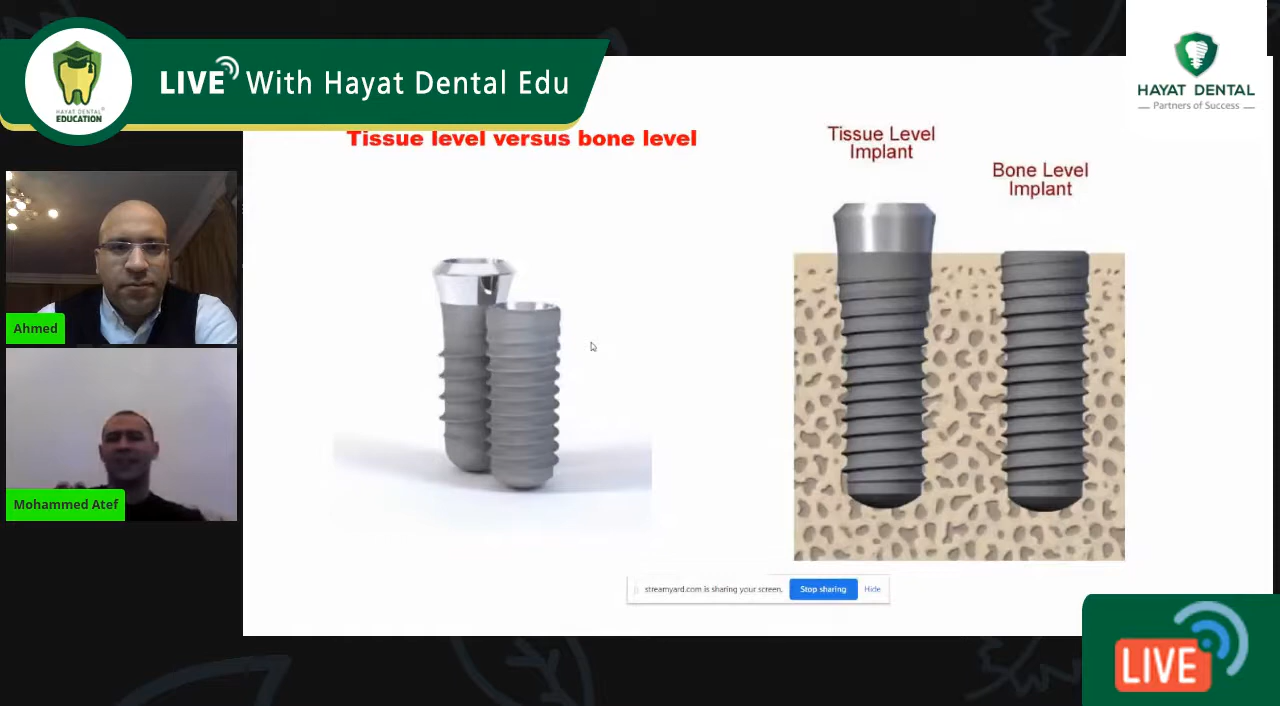 LIVE With Hayat Dental Edu
HAYAT DENTAL
EDUCATION
HAYAT DENTAL
Partners of Success
Tissue level versus bone level
Tissue Level
Implant
Bone Level
Implant
Ahmed
Mohammed Atef
streamyard.com is sharing your screen.
Stop sharing
Hide
LIVE